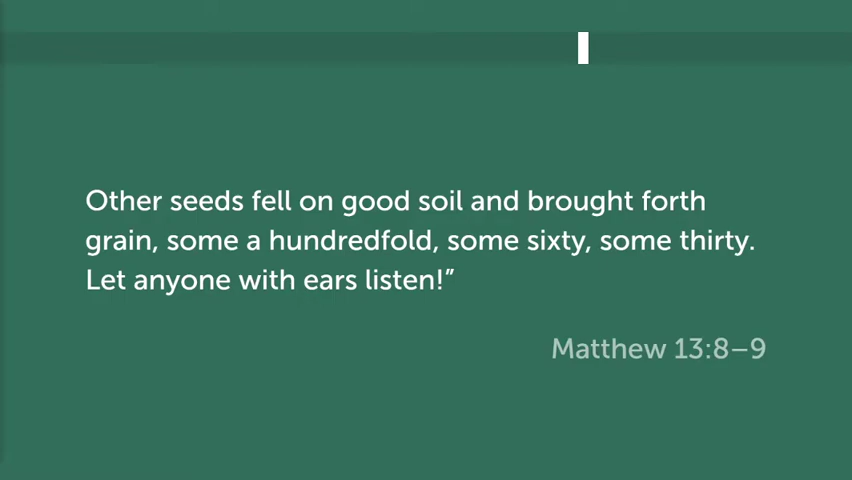 Other seeds fell on good soil and brought forth
grain, some a hundredfold, some sixty, some thirty.
Let anyone with ears listen!”
Matthew 13:8–9